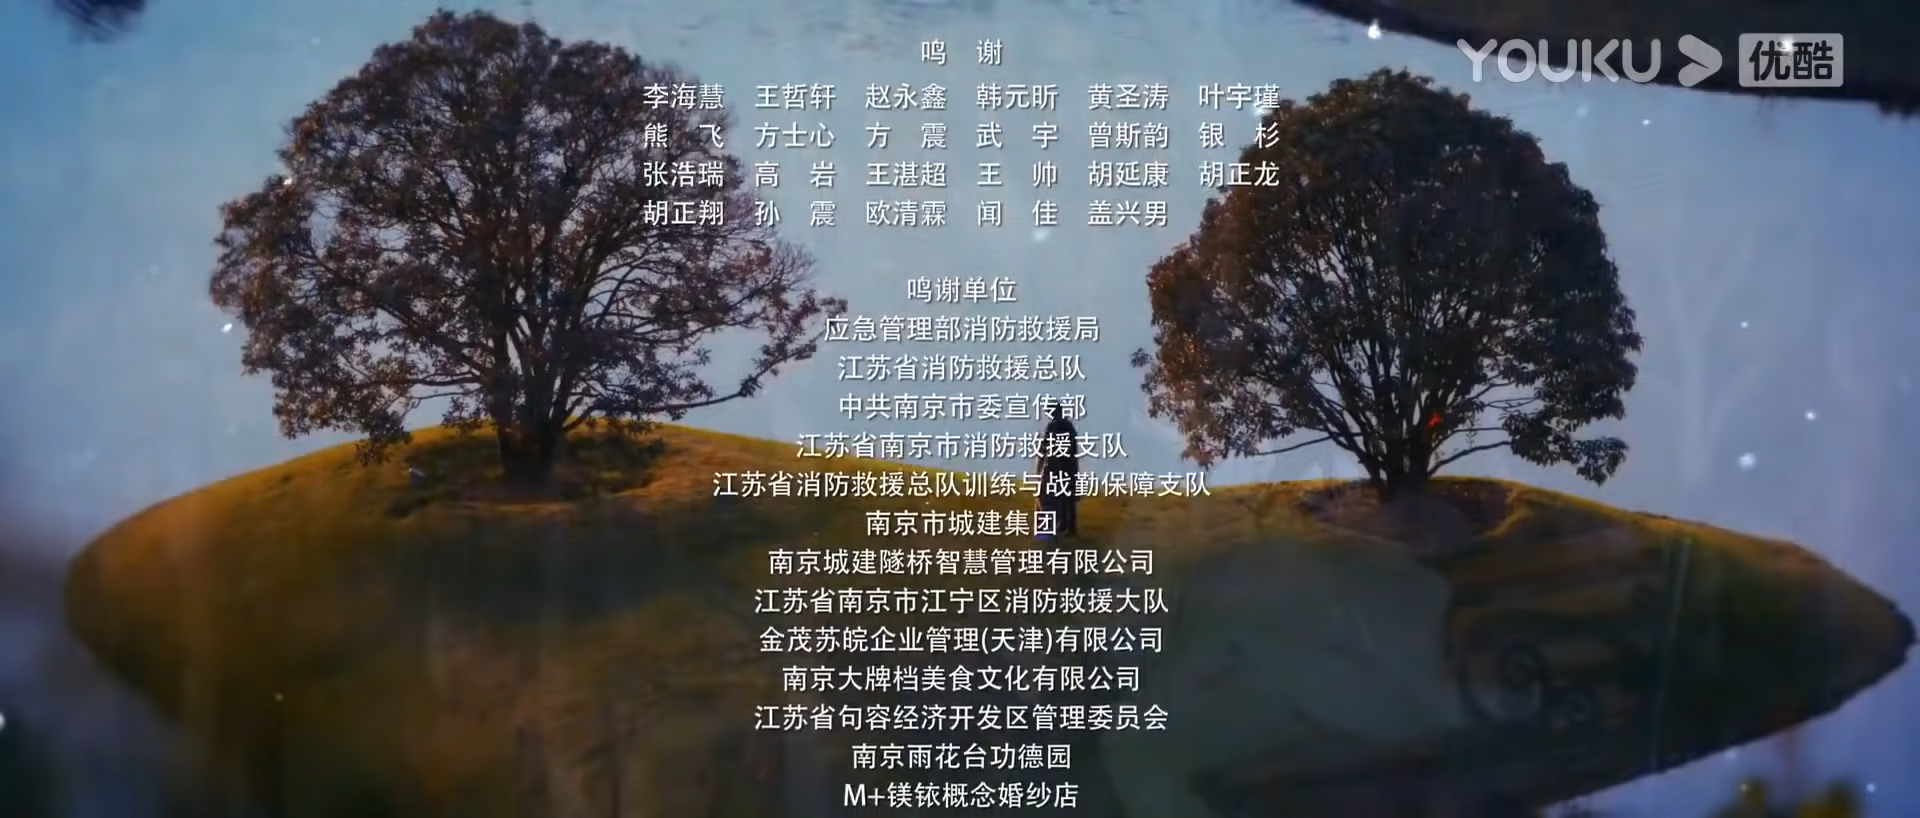 YOUKU 优酷
鸣 谢
李海慧 王哲轩 赵永鑫 韩元昕 黄圣涛 叶宇瑾
熊 飞 方士心 方 震 武 宇 曾斯韵 银 杉
张浩瑞 高 岩 王湛超 王 帅 胡延康 胡正龙
胡正翔 孙 震 欧清霖 闻 佳 盖兴男
鸣谢单位
应急管理部消防救援局
江苏省消防救援总队
中共南京市委宣传部
江苏省南京市消防救援支队
江苏省消防救援总队训练与战勤保障支队
南京市城建集团
南京城建隧桥智慧管理有限公司
江苏省南京市江宁区消防救援大队
金茂苏皖企业管理(天津)有限公司
南京大牌档美食文化有限公司
江苏省句容经济开发区管理委员会
南京雨花台功德园
M+镁铱概念婚纱店